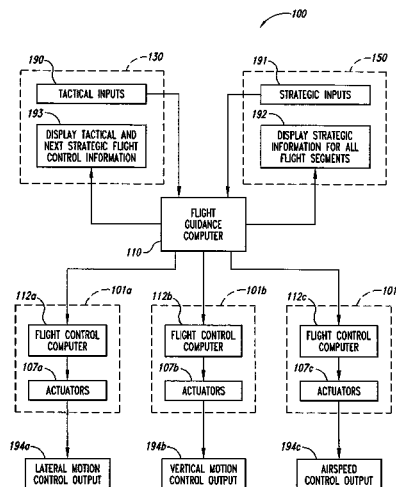 100
190
130
191
150
TACTICAL INPUTS
STRATEGIC INPUTS
193
192
DISPLAY TACTICAL AND
NEXT STRATEGIC FLIGHT
CONTROL INFORMATION
DISPLAY STRATEGIC
INFORMATION FOR ALL
FLIGHT SEGMENTS
FLIGHT
GUIDANCE
COMPUTER
110
112a
101a
112b
101b
112c
101
FLIGHT CONTROL
COMPUTER
FLIGHT CONTROL
COMPUTER
FLIGHT CONTROL
COMPUTER
107a
107b
107c
ACTUATORS
ACTUATORS
ACTUATORS
194a
194b
194c
LATERAL MOTION
CONTROL OUTPUT
VERTICAL MOTION
CONTROL OUTPUT
AIRSPEED
CONTROL OUTPUT